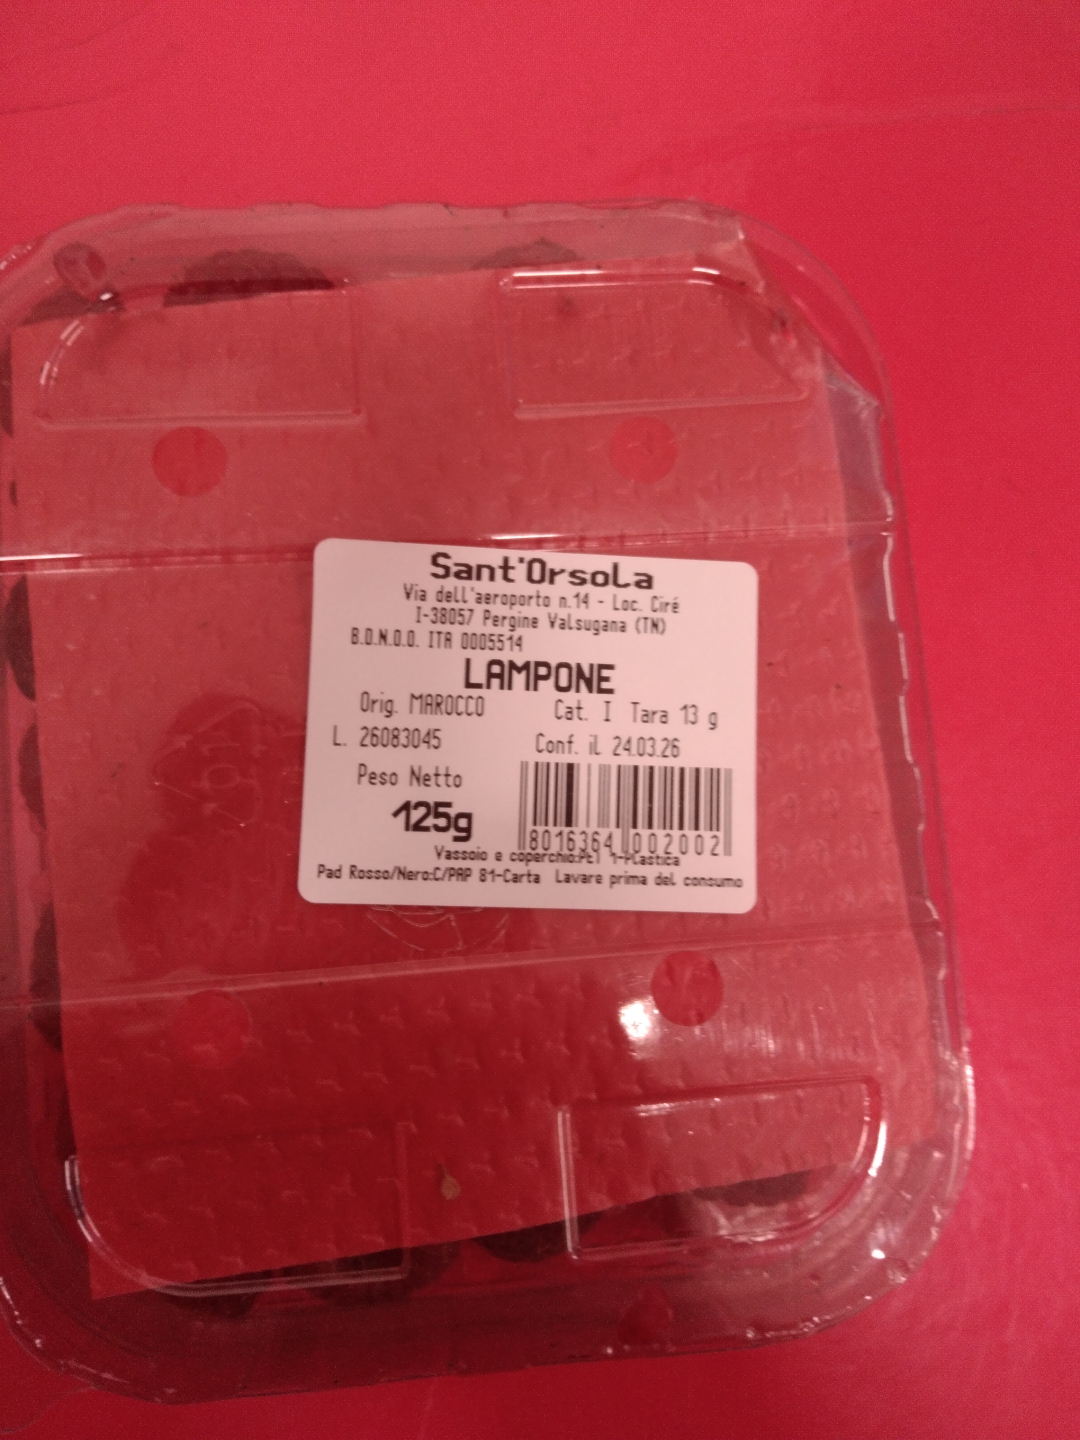 Sant'Orsola
Via dell'aeroporto n.14 - Loc. Ciré
I-38057 Pergine Valsugana (TN)
B.D.N.O.O. ITA 0005514
LAMPONE
Orig. MAROCCO Cat. I Tara 13 g
L. 26083045 Conf. il 24.03.26
Peso Netto
125g
8016364 002002
Vassoio e coperchio:PET 1-Plastica
Pad Rosso/Nero:C/PAP 81-Carta Lavare prima del consumo